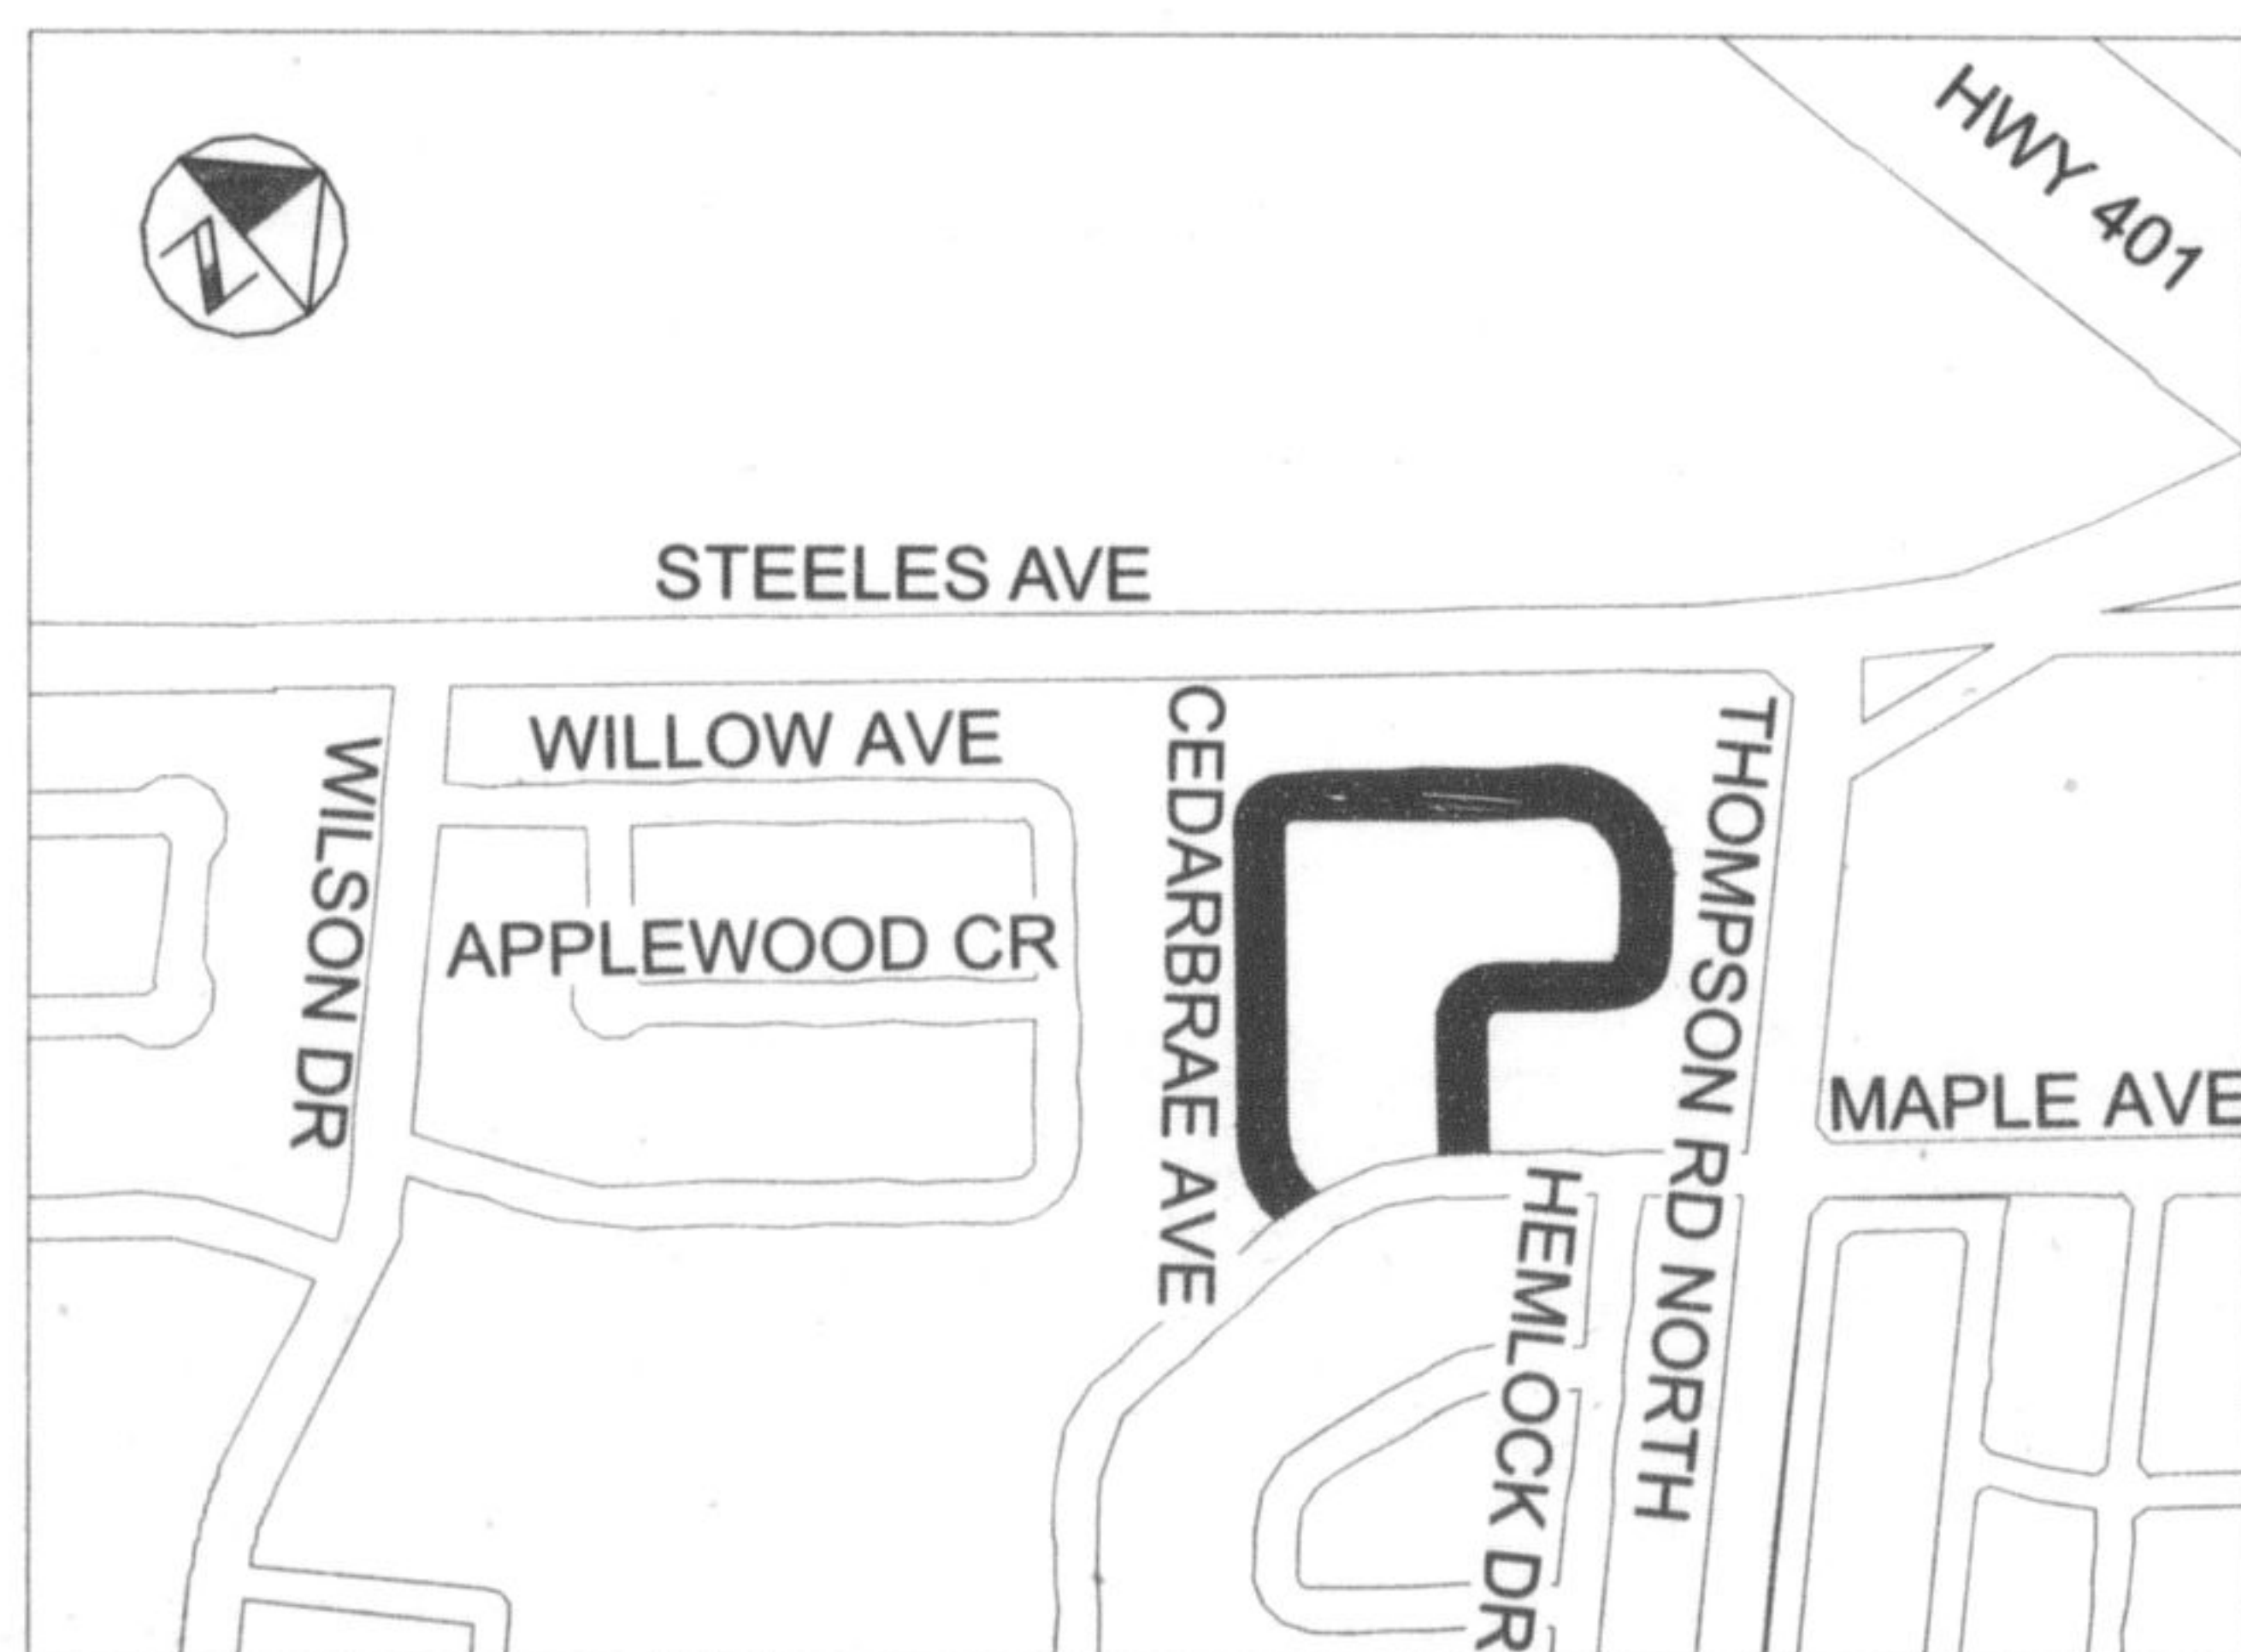 HWY 401
N
STEELES AVE
WILLOW AVE
CEDARBRAE AVE
THOMPSON RD NORTH
WILSON DR
APPLEWOOD CR
MAPLE AVE
HEMLOCK DR